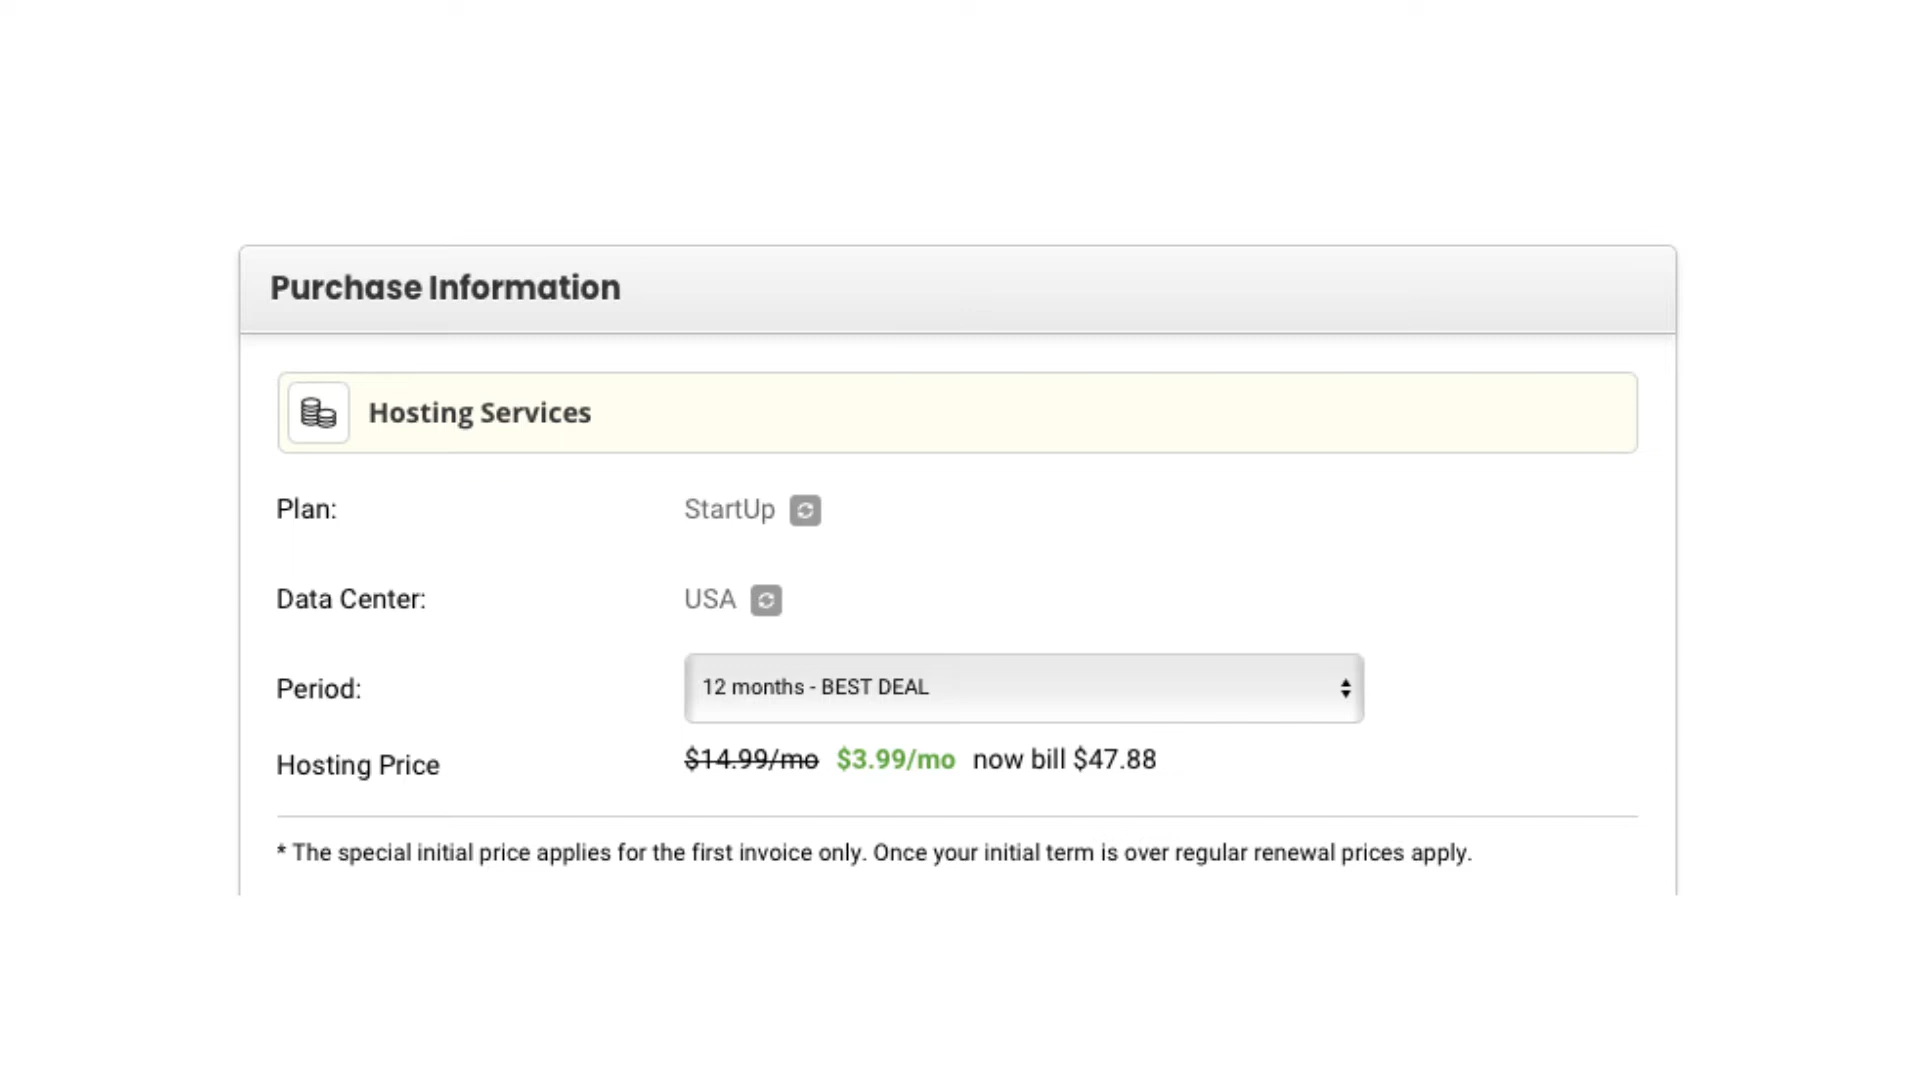 Purchase Information
Hosting Services
Plan: StartUp
Data Center: USA
Period: 12 months - BEST DEAL
Hosting Price $14.99/mo $3.99/mo now bill $47.88
* The special initial price applies for the first invoice only. Once your initial term is over regular renewal prices apply.